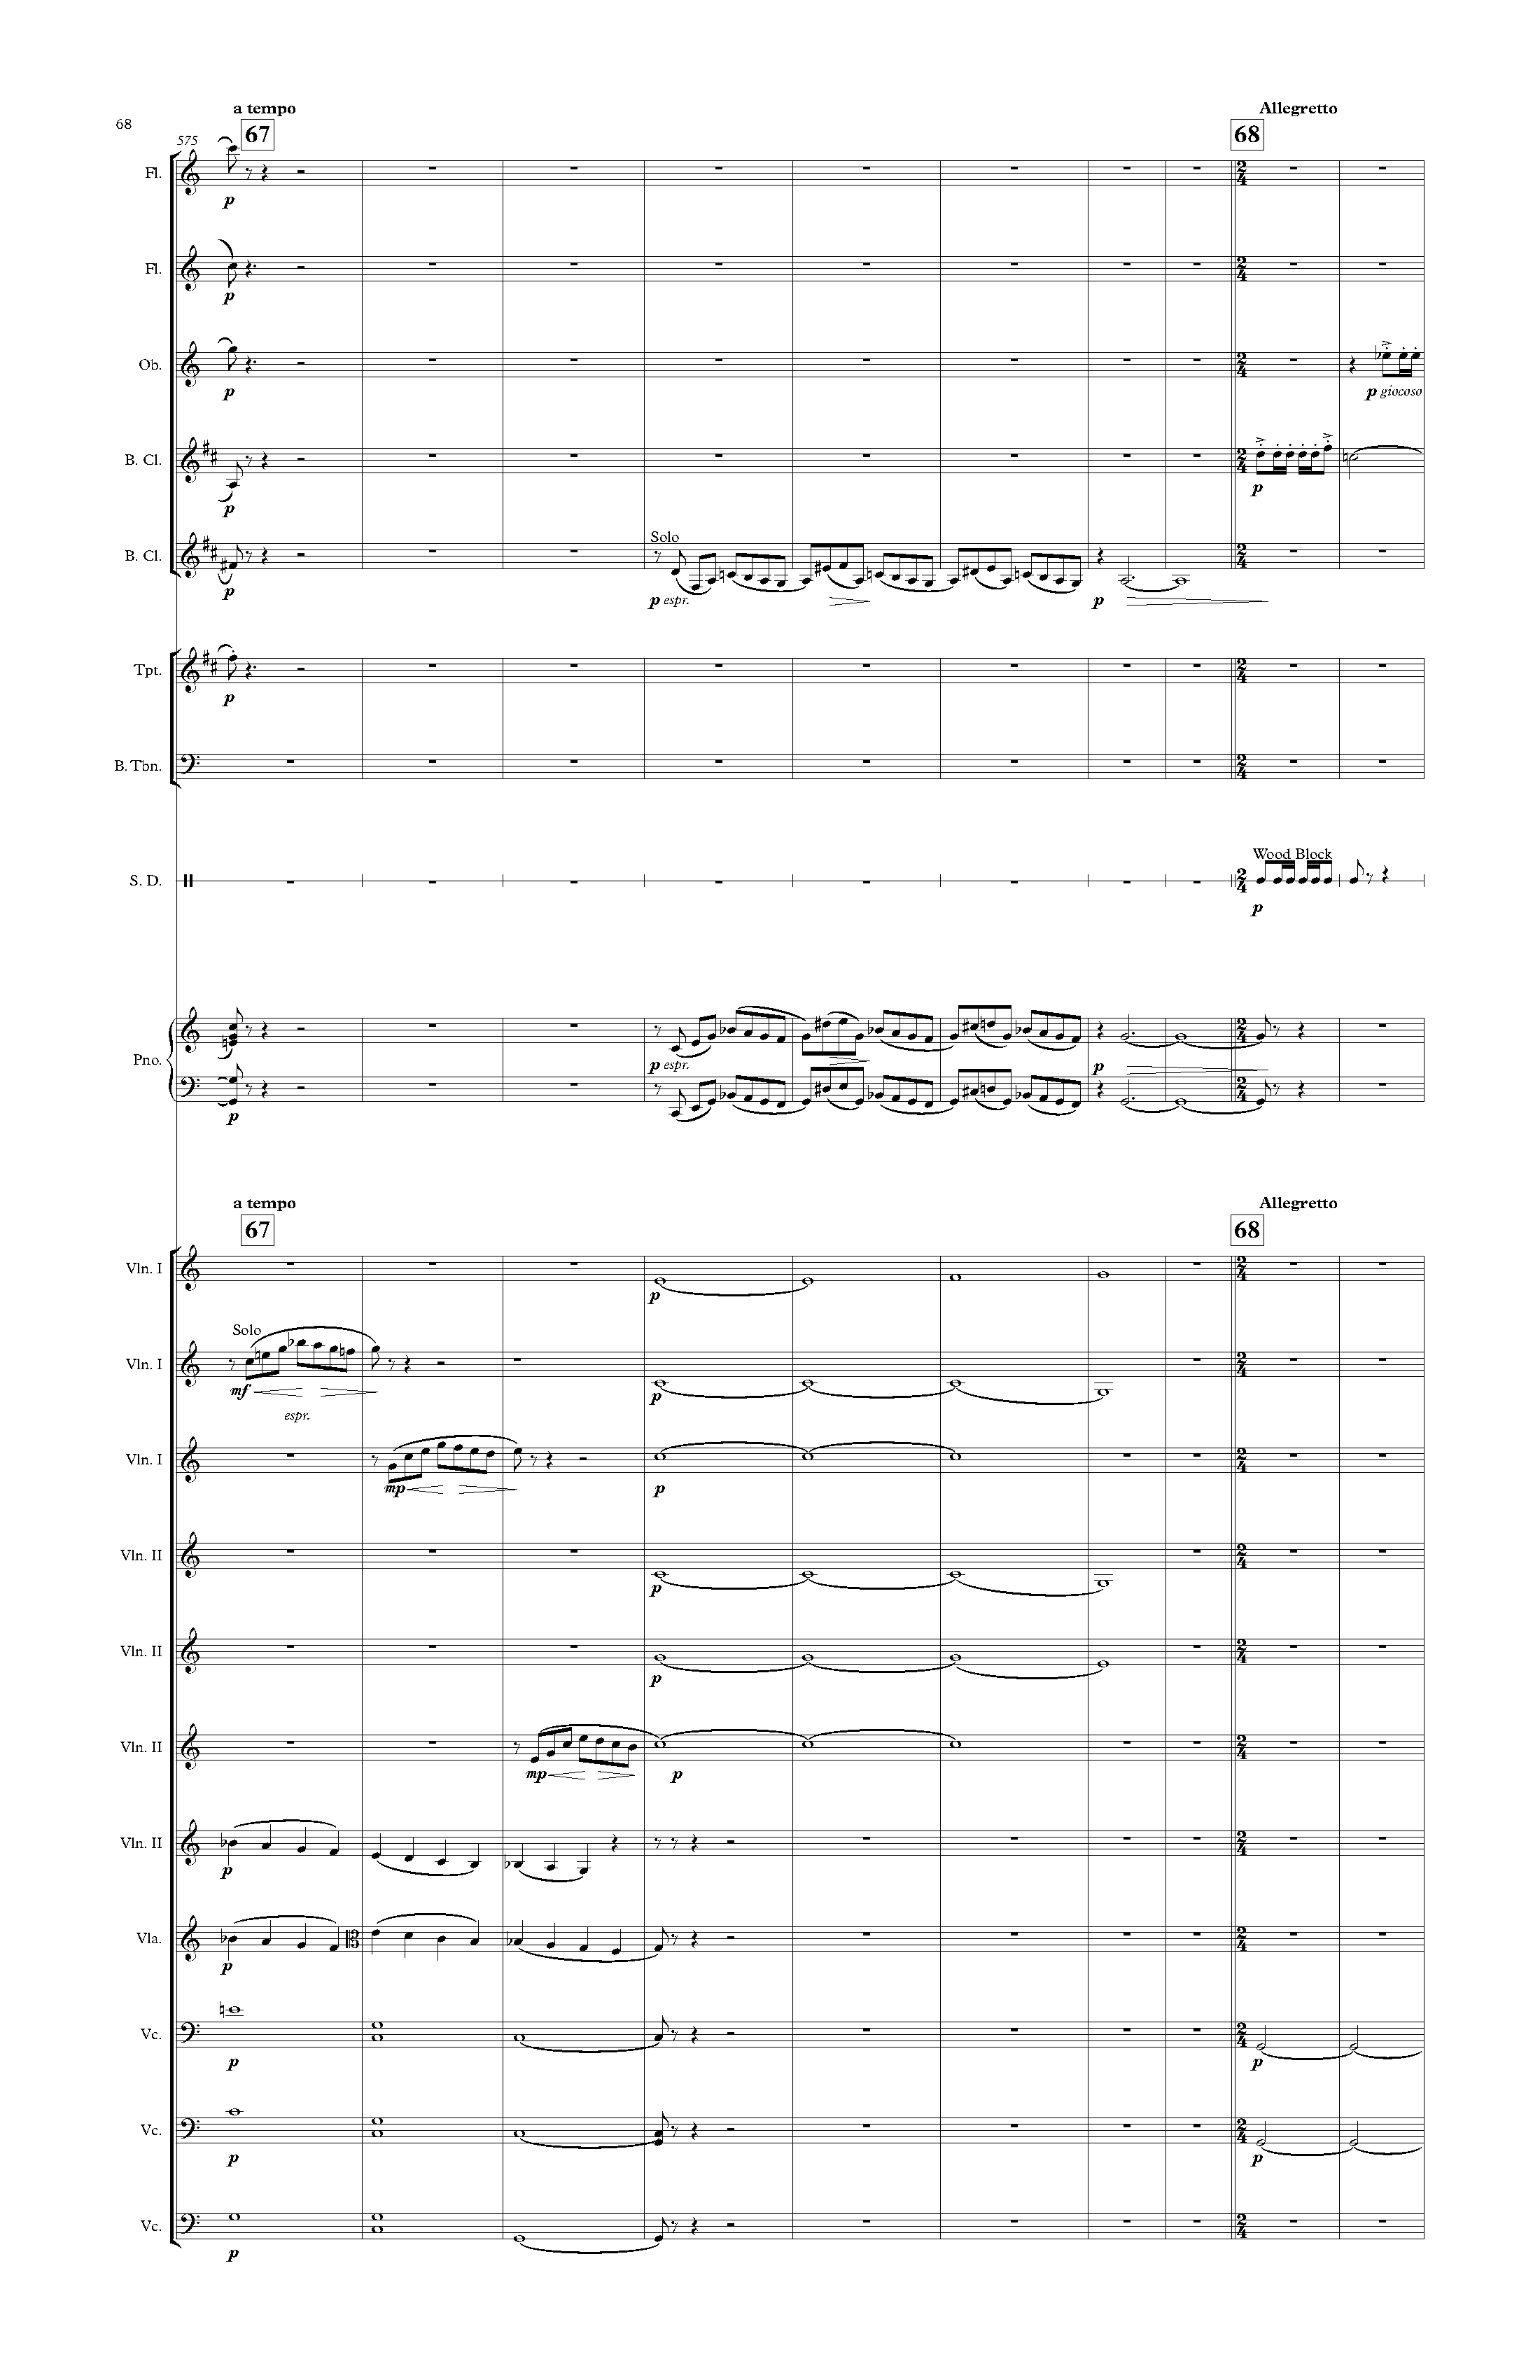 a tempo Allegretto
68 67 68
575
Fl.
p
Fl.
p
Ob.
p p giocoso
B. Cl.
p p
Solo
B. Cl.
p p espr. p
Tpt.
p
B. Tbn.
Wood Block
S. D.
p
Pno.
p espr. p
p
a tempo Allegretto
67 68
Vln. I
p
Solo
Vln. I
mf p
espr.
Vln. I
mp p
Vln. II
p
Vln. II
p
Vln. II
mp p
Vln. II
p
Vla.
p
Vc.
p p
Vc.
p p
Vc.
p